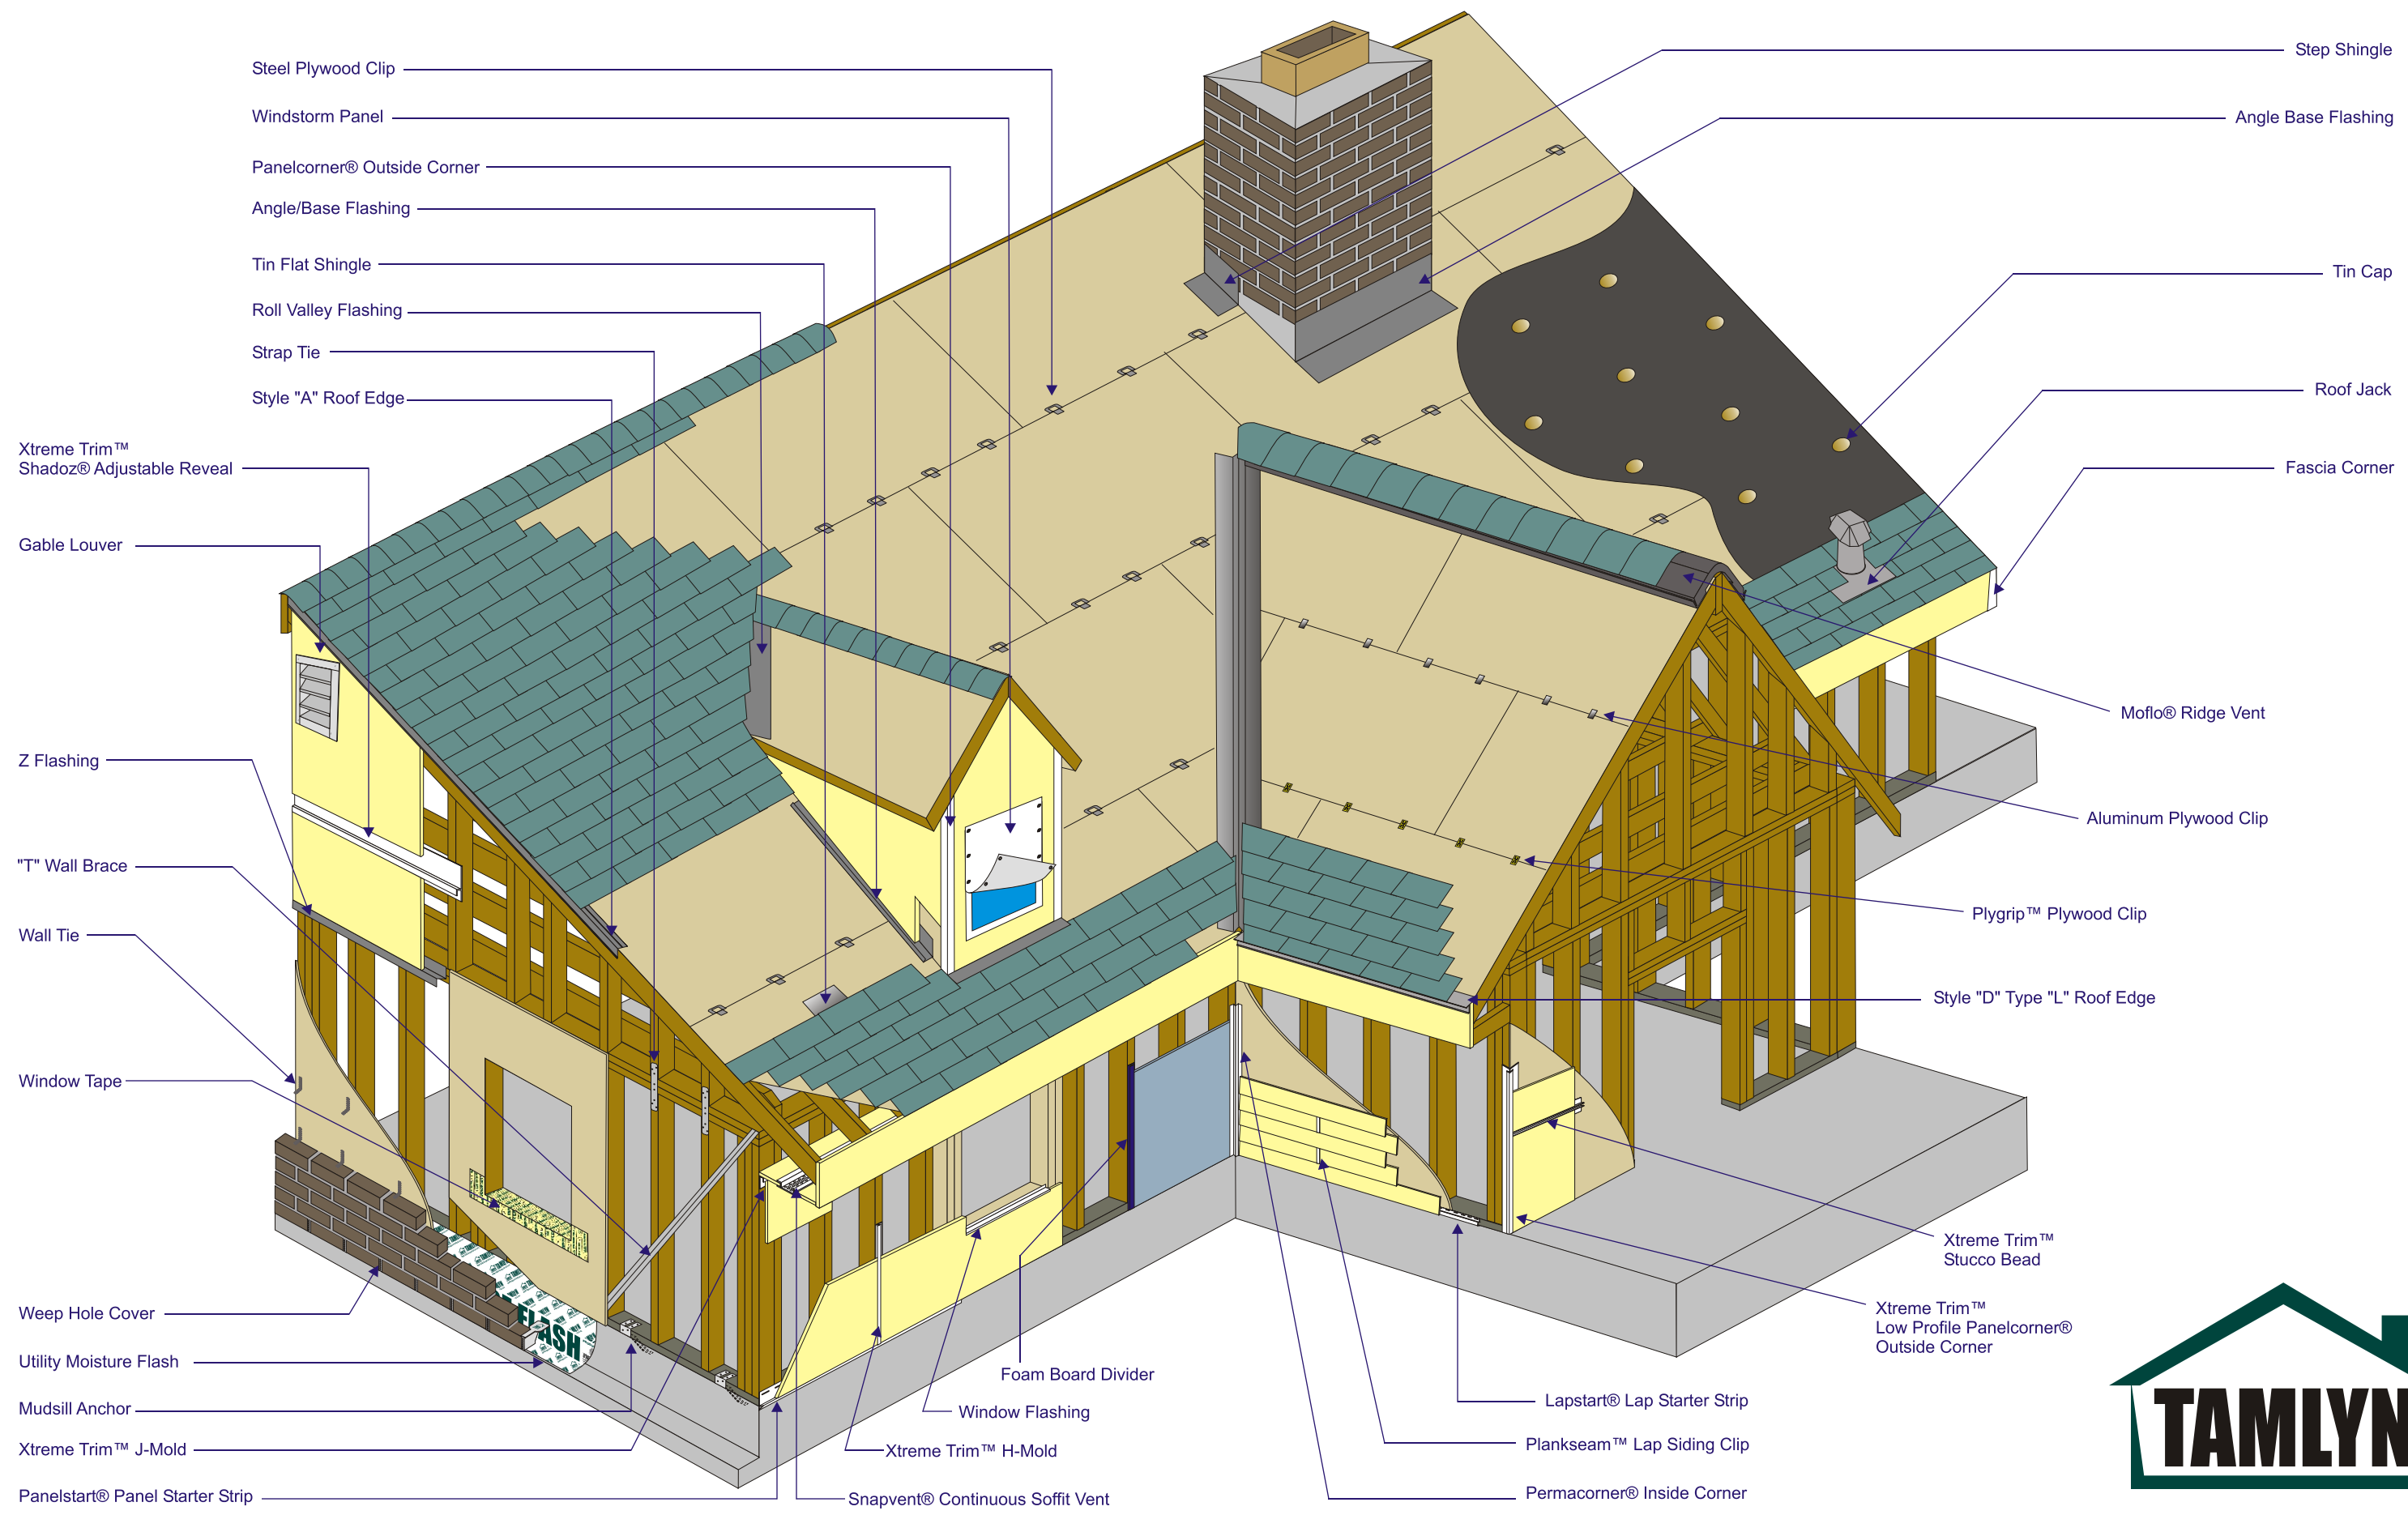 Steel Plywood Clip
Windstorm Panel
Panelcorner® Outside Corner
Angle/Base Flashing
Tin Flat Shingle
Roll Valley Flashing
Strap Tie
Style "A" Roof Edge
Xtreme Trim™
Shadoz® Adjustable Reveal
Gable Louver
Z Flashing
"T" Wall Brace
Wall Tie
Window Tape
Weep Hole Cover
Utility Moisture Flash
Mudsill Anchor
Xtreme Trim™ J-Mold
Panelstart® Panel Starter Strip
FLASH
Step Shingle
Angle Base Flashing
Tin Cap
Roof Jack
Fascia Corner
Moflo® Ridge Vent
Aluminum Plywood Clip
Plygrip™ Plywood Clip
Style "D" Type "L" Roof Edge
Xtreme Trim™
Stucco Bead
Xtreme Trim™
Low Profile Panelcorner®
Outside Corner
Foam Board Divider
Window Flashing
Xtreme Trim™ H-Mold
Snapvent® Continuous Soffit Vent
Lapstart® Lap Starter Strip
Plankseam™ Lap Siding Clip
Permacorner® Inside Corner
TAMLYN